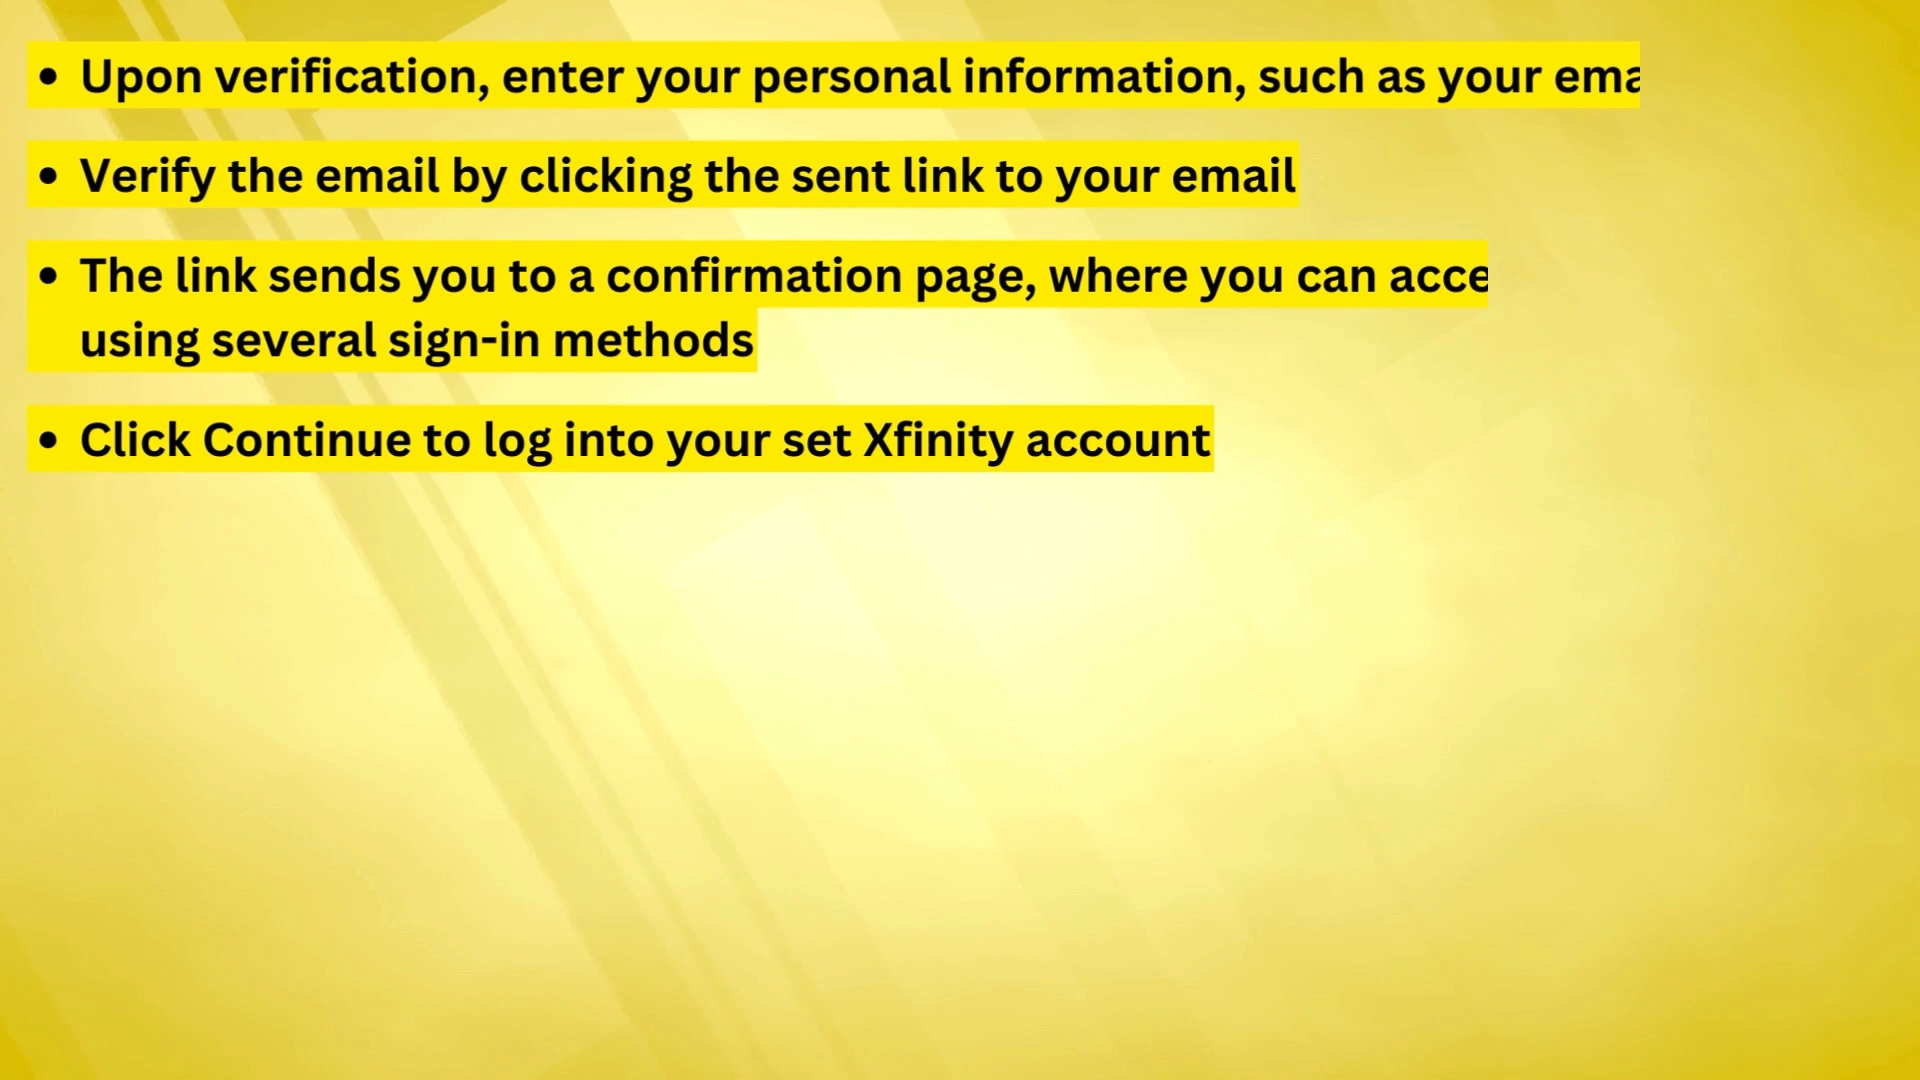 • Upon verification, enter your personal information, such as your
• Verify the email by clicking the sent link to your email
• The link sends you to a confirmation page, where you can
using several sign-in methods
• Click Continue to log into your set Xfinity account